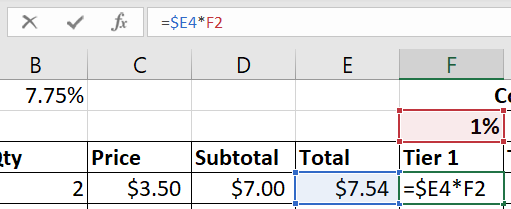 =$E4*F2
B C D E F
7.75% C
1%
ty Price Subtotal Total Tier 1
2 $3.50 $7.00 $7.54 =$E4*F2